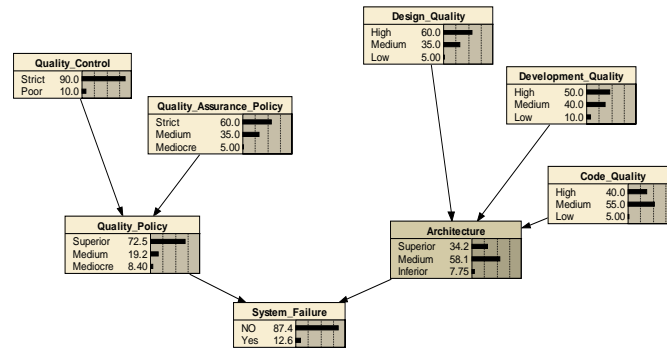 Design_Quality
High 60.0
Medium 35.0
Low 5.00
Quality_Control
Strict 90.0
Poor 10.0
Development_Quality
High 50.0
Medium 40.0
Low 10.0
Quality_Assurance_Policy
Strict 60.0
Medium 35.0
Mediocre 5.00
Code_Quality
High 40.0
Medium 55.0
Low 5.00
Quality_Policy
Superior 72.5
Medium 19.2
Mediocre 8.40
Architecture
Superior 34.2
Medium 58.1
Inferior 7.75
System_Failure
NO 87.4
Yes 12.6